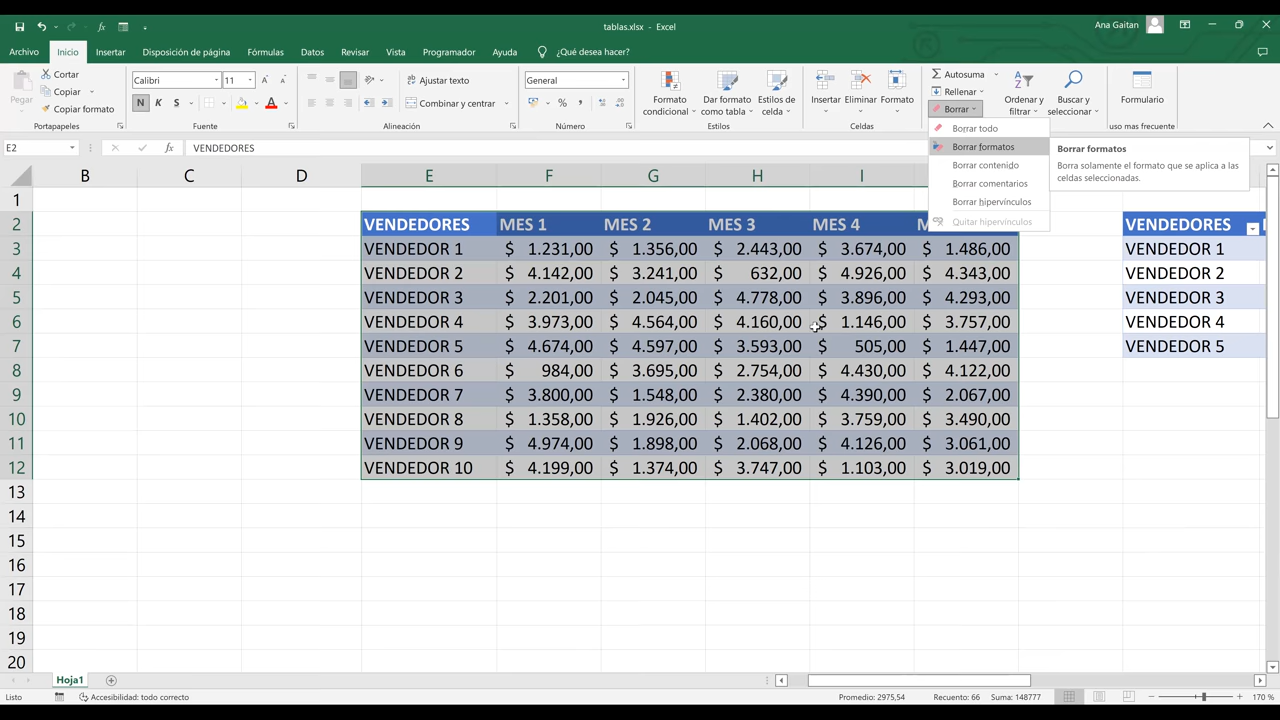 tablas.xlsx - Excel
Ana Gaitan
Archivo Inicio Insertar Disposición de página Fórmulas Datos Revisar Vista Programador Ayuda ¿Qué desea hacer?
Pegar
Cortar
Copiar
Copiar formato
Portapapeles
Calibri 11
N K S
Fuente
Ajustar texto
Combinar y centrar
Alineación
General
$ % 000
Número
Formato condicional
Dar formato como tabla
Estilos de celda
Estilos
Insertar Eliminar Formato
Celdas
Autosuma
Rellenar
Borrar
Ordenar y filtrar
Buscar y seleccionar
Formulario
uso mas frecuente
Borrar todo
Borrar formatos
Borrar contenido
Borrar comentarios
Borrar hipervínculos
Quitar hipervínculos
Borrar formatos
Borra solamente el formato que se aplica a las
celdas seleccionadas.
E2 fx VENDEDORES
B C D E F G H I
1
2 VENDEDORES MES 1 MES 2 MES 3 MES 4 M VENDEDORES
3 VENDEDOR 1 $ 1.231,00 $ 1.356,00 $ 2.443,00 $ 3.674,00 $ 1.486,00 VENDEDOR 1
4 VENDEDOR 2 $ 4.142,00 $ 3.241,00 $ 632,00 $ 4.926,00 $ 4.343,00 VENDEDOR 2
5 VENDEDOR 3 $ 2.201,00 $ 2.045,00 $ 4.778,00 $ 3.896,00 $ 4.293,00 VENDEDOR 3
6 VENDEDOR 4 $ 3.973,00 $ 4.564,00 $ 4.160,00 $ 1.146,00 $ 3.757,00 VENDEDOR 4
7 VENDEDOR 5 $ 4.674,00 $ 4.597,00 $ 3.593,00 $ 505,00 $ 1.447,00 VENDEDOR 5
8 VENDEDOR 6 $ 984,00 $ 3.695,00 $ 2.754,00 $ 4.430,00 $ 4.122,00
9 VENDEDOR 7 $ 3.800,00 $ 1.548,00 $ 2.380,00 $ 4.390,00 $ 2.067,00
10 VENDEDOR 8 $ 1.358,00 $ 1.926,00 $ 1.402,00 $ 3.759,00 $ 3.490,00
11 VENDEDOR 9 $ 4.974,00 $ 1.898,00 $ 2.068,00 $ 4.126,00 $ 3.061,00
12 VENDEDOR 10 $ 4.199,00 $ 1.374,00 $ 3.747,00 $ 1.103,00 $ 3.019,00
13
14
15
16
17
18
19
20
Hoja1
Listo Accesibilidad: todo correcto Promedio: 2975,54 Recuento: 66 Suma: 148777 170 %